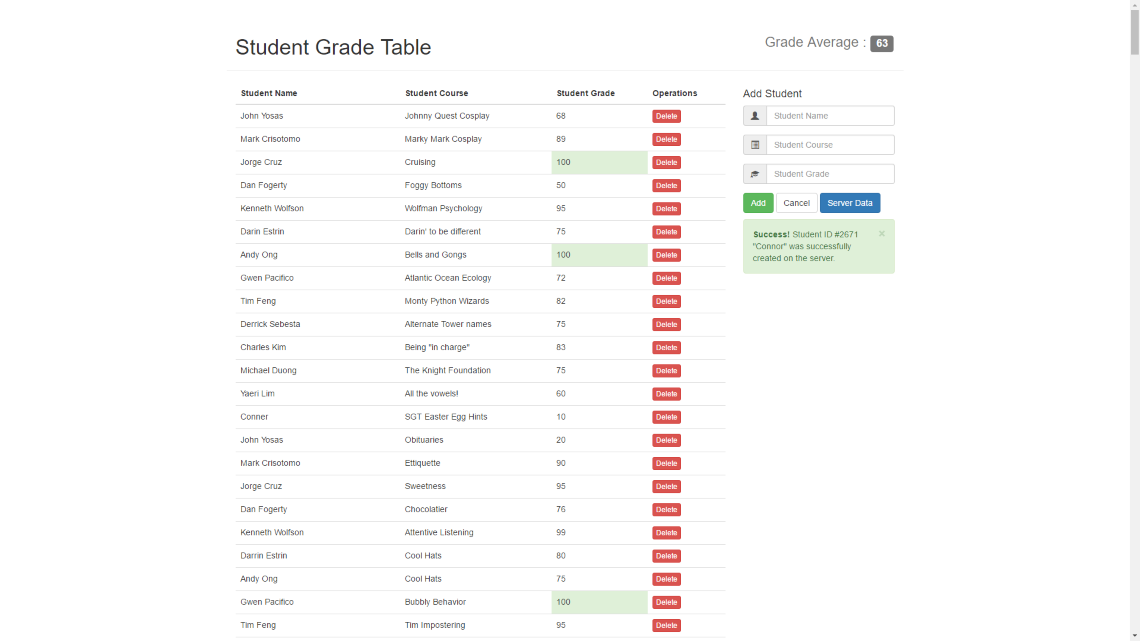 Student Grade Table
Grade Average : 63
Student Name Student Course Student Grade Operations
John Yosas Johnny Quest Cosplay 68 Delete
Mark Crisotomo Marky Mark Cosplay 89 Delete
Jorge Cruz Cruising 100 Delete
Dan Fogerty Foggy Bottoms 50 Delete
Kenneth Wolfson Wolfman Psychology 95 Delete
Darin Estrin Darin' to be different 75 Delete
Andy Ong Bells and Gongs 100 Delete
Gwen Pacifico Atlantic Ocean Ecology 72 Delete
Tim Feng Monty Python Wizards 82 Delete
Derrick Sebesta Alternate Tower names 75 Delete
Charles Kim Being "in charge" 83 Delete
Michael Duong The Knight Foundation 75 Delete
Yaeri Lim All the vowels! 60 Delete
Conner SGT Easter Egg Hints 10 Delete
John Yosas Obituaries 20 Delete
Mark Crisotomo Ettiquette 90 Delete
Jorge Cruz Sweetness 95 Delete
Dan Fogerty Chocolatier 76 Delete
Kenneth Wolfson Attentive Listening 99 Delete
Darrin Estrin Cool Hats 80 Delete
Andy Ong Cool Hats 75 Delete
Gwen Pacifico Bubbly Behavior 100 Delete
Tim Feng Tim Impostering 95 Delete
Add Student
Student Name
Student Course
Student Grade
Add Cancel Server Data
Success! Student ID #2671 ×
"Connor" was successfully
created on the server.